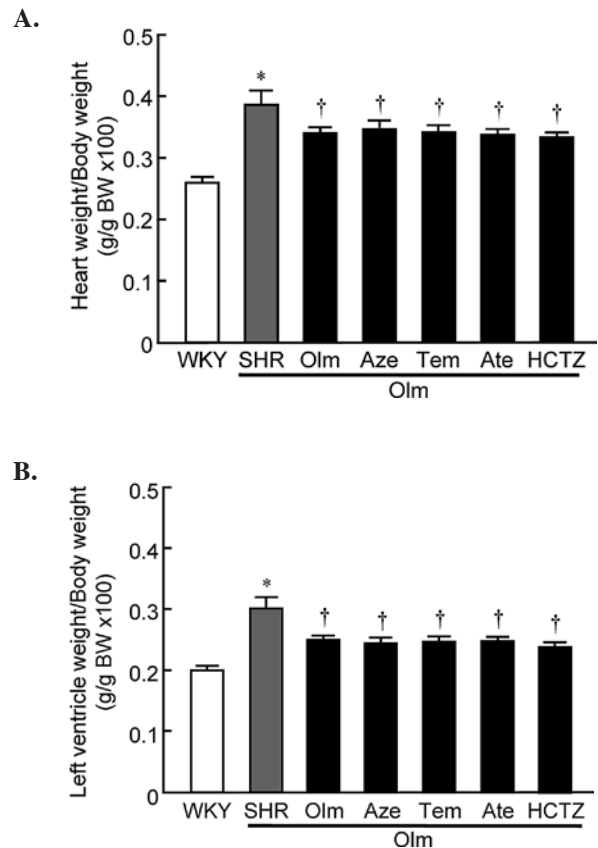 A.
Heart weight/Body weight
(g/g BW x100)
0.5
0.4
0.3
0.2
0.1
0
*
†
†
†
†
†
WKY SHR Olm Aze Tem Ate HCTZ
Olm
B.
Left ventricle weight/Body weight
(g/g BW x100)
0.5
0.4
0.3
0.2
0.1
0
*
†
†
†
†
†
WKY SHR Olm Aze Tem Ate HCTZ
Olm